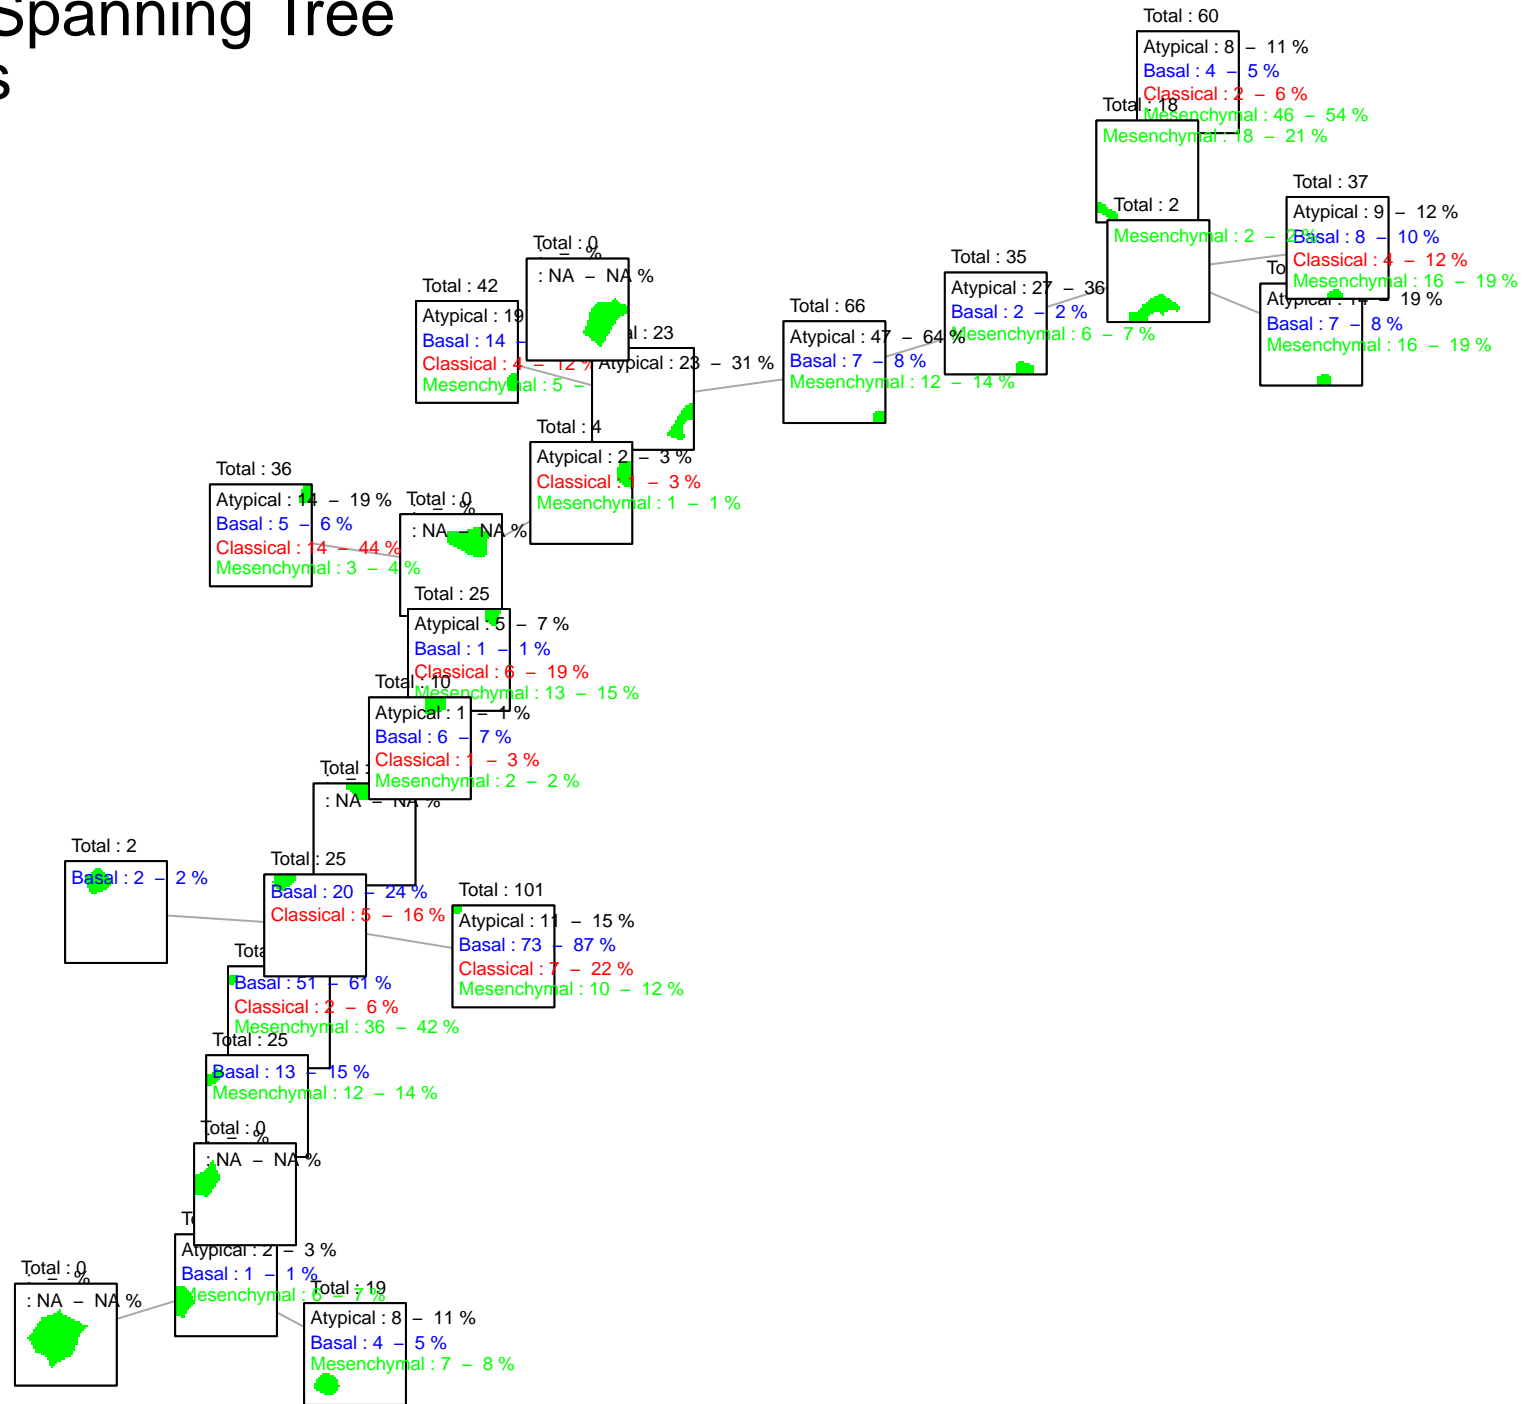 Spanning Tree
s
Total : 60
Atypical : 8 – 11 %
Basal : 4 – 5 %
Classical : 2 – 6 %
Mesenchymal : 46 – 54 %
Total : 18
Mesenchymal : 18 – 21 %
Total : 2
Mesenchymal : 2 – 2 %
Total : 37
Atypical : 9 – 12 %
Basal : 8 – 10 %
Classical : 4 – 12 %
Mesenchymal : 16 – 19 %
To
Atypical : 14 – 19 %
Basal : 7 – 8 %
Mesenchymal : 16 – 19 %
Total : 35
Atypical : 27 – 36
Basal : 2 – 2 %
Mesenchymal : 6 – 7 %
Total : 66
Atypical : 47 – 64 %
Basal : 7 – 8 %
Mesenchymal : 12 – 14 %
Total : 0
: – %
: NA – NA %
Total : 42
Atypical : 19
Basal : 14 –
Classical : 4 – 12 %
Mesenchymal : 5 –
al : 23
Atypical : 23 – 31 %
Total : 4
Atypical : 2 – 3 %
Classical : 1 – 3 %
Mesenchymal : 1 – 1 %
Total : 36
Atypical : 14 – 19 %
Basal : 5 – 6 %
Classical : 14 – 44 %
Mesenchymal : 3 – 4 %
Total : 0
: – %
: NA – NA %
Total : 25
Atypical : 5 – 7 %
Basal : 1 – 1 %
Classical : 6 – 19 %
Mesenchymal : 13 – 15 %
Total : 10
Atypical : 1 – 1 %
Basal : 6 – 7 %
Classical : 1 – 3 %
Mesenchymal : 2 – 2 %
Total :
: –
: NA – NA %
Total : 2
Basal : 2 – 2 %
Total : 25
Basal : 20 – 24 %
Classical : 5 – 16 %
Total : 101
Atypical : 11 – 15 %
Basal : 73 – 87 %
Classical : 7 – 22 %
Mesenchymal : 10 – 12 %
Tota
Basal : 51 – 61 %
Classical : 2 – 6 %
Mesenchymal : 36 – 42 %
Total : 25
Basal : 13 – 15 %
Mesenchymal : 12 – 14 %
Total : 0
: – %
: NA – NA %
To
Atypical : 2 – 3 %
Basal : 1 – 1 %
Mesenchymal : 6 – 7 %
Total : 0
: – %
: NA – NA %
Total : 19
Atypical : 8 – 11 %
Basal : 4 – 5 %
Mesenchymal : 7 – 8 %